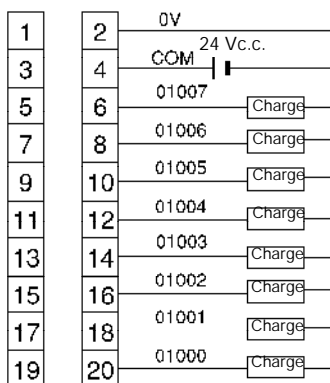 0V
1 2
24 Vc.c.
COM
3 4
01007
5 6 Charge
01006
7 8 Charge
01005
9 10 Charge
01004
11 12 Charge
01003
13 14 Charge
01002
15 16 Charge
01001
17 18 Charge
01000
19 20 Charge